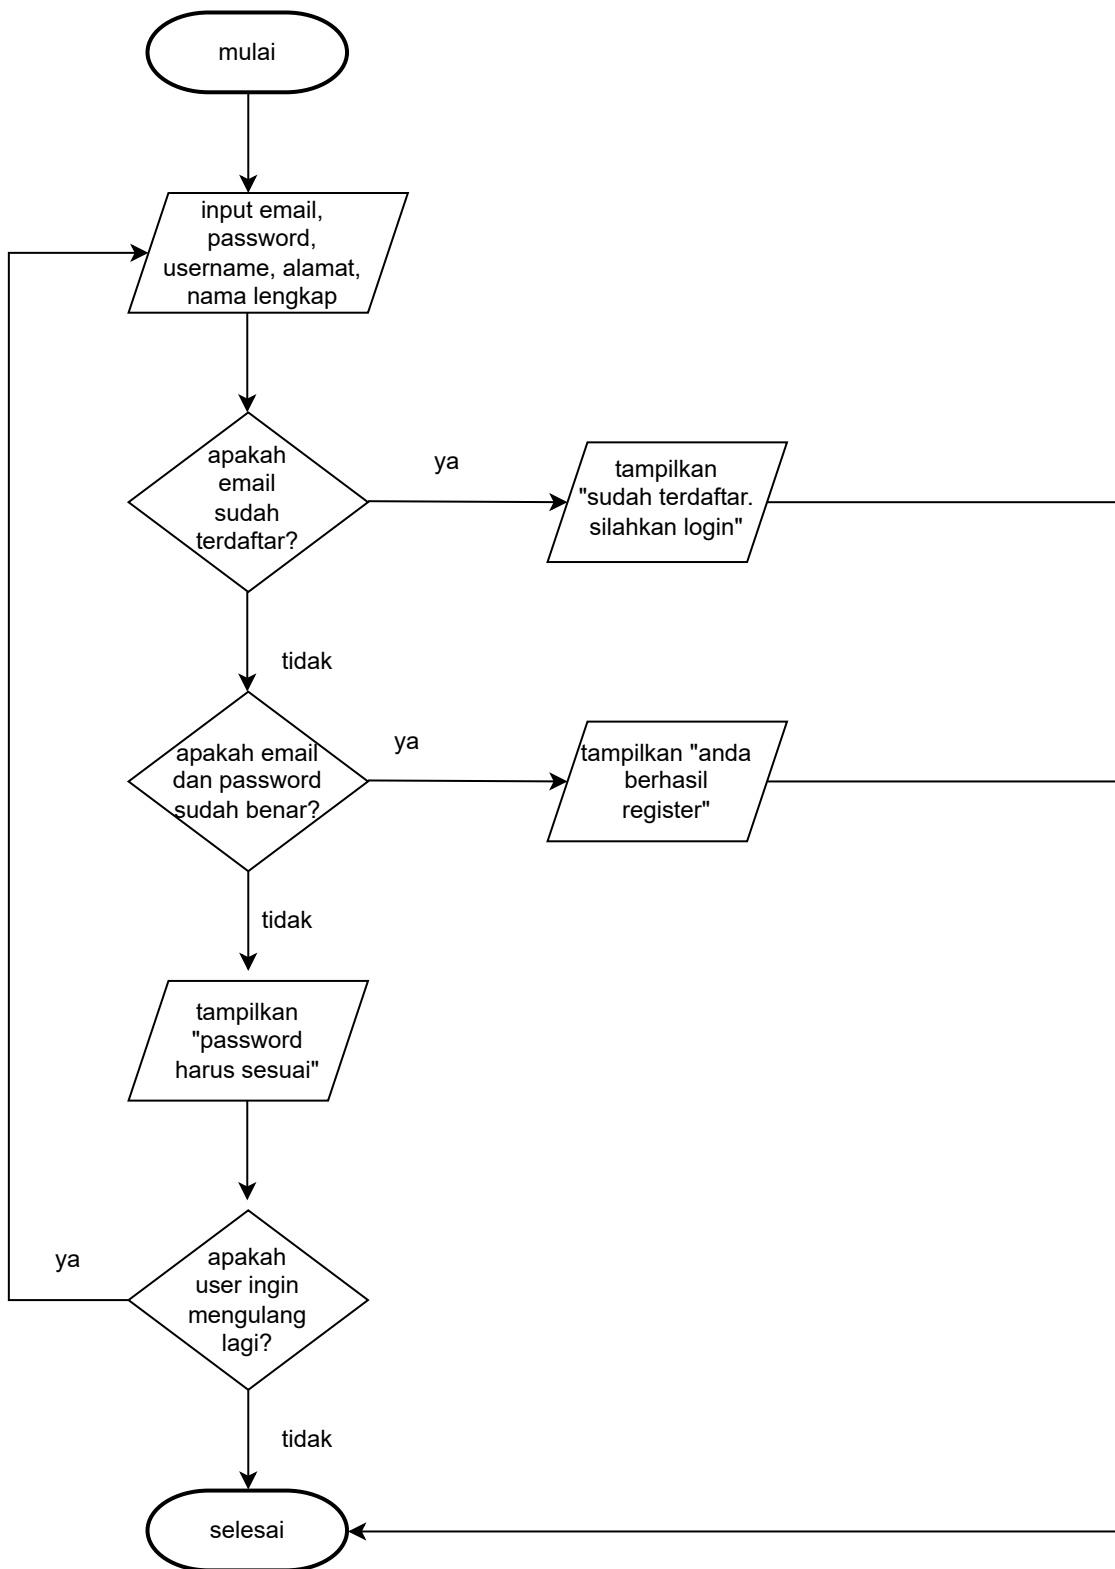 mulai
input email,
password,
username, alamat,
nama lengkap
apakah
email
sudah
terdaftar?
ya
tampilkan
"sudah terdaftar.
silahkan login"
tidak
apakah email
dan password
sudah benar?
ya
tampilkan "anda
berhasil
register"
tidak
tampilkan
"password
harus sesuai"
ya
apakah
user ingin
mengulang
lagi?
tidak
selesai